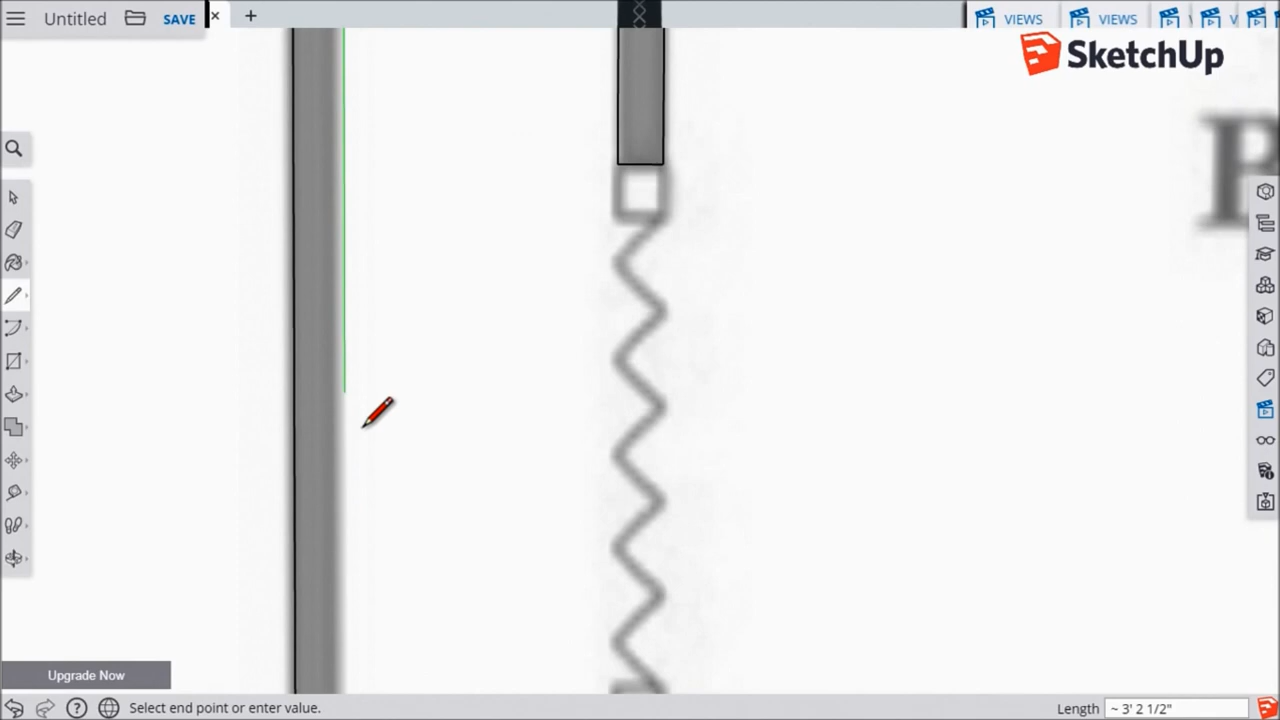 Untitled SAVE VIEWS VIEWS V
SketchUp
Upgrade Now
Select end point or enter value. Length ~ 3' 2 1/2"